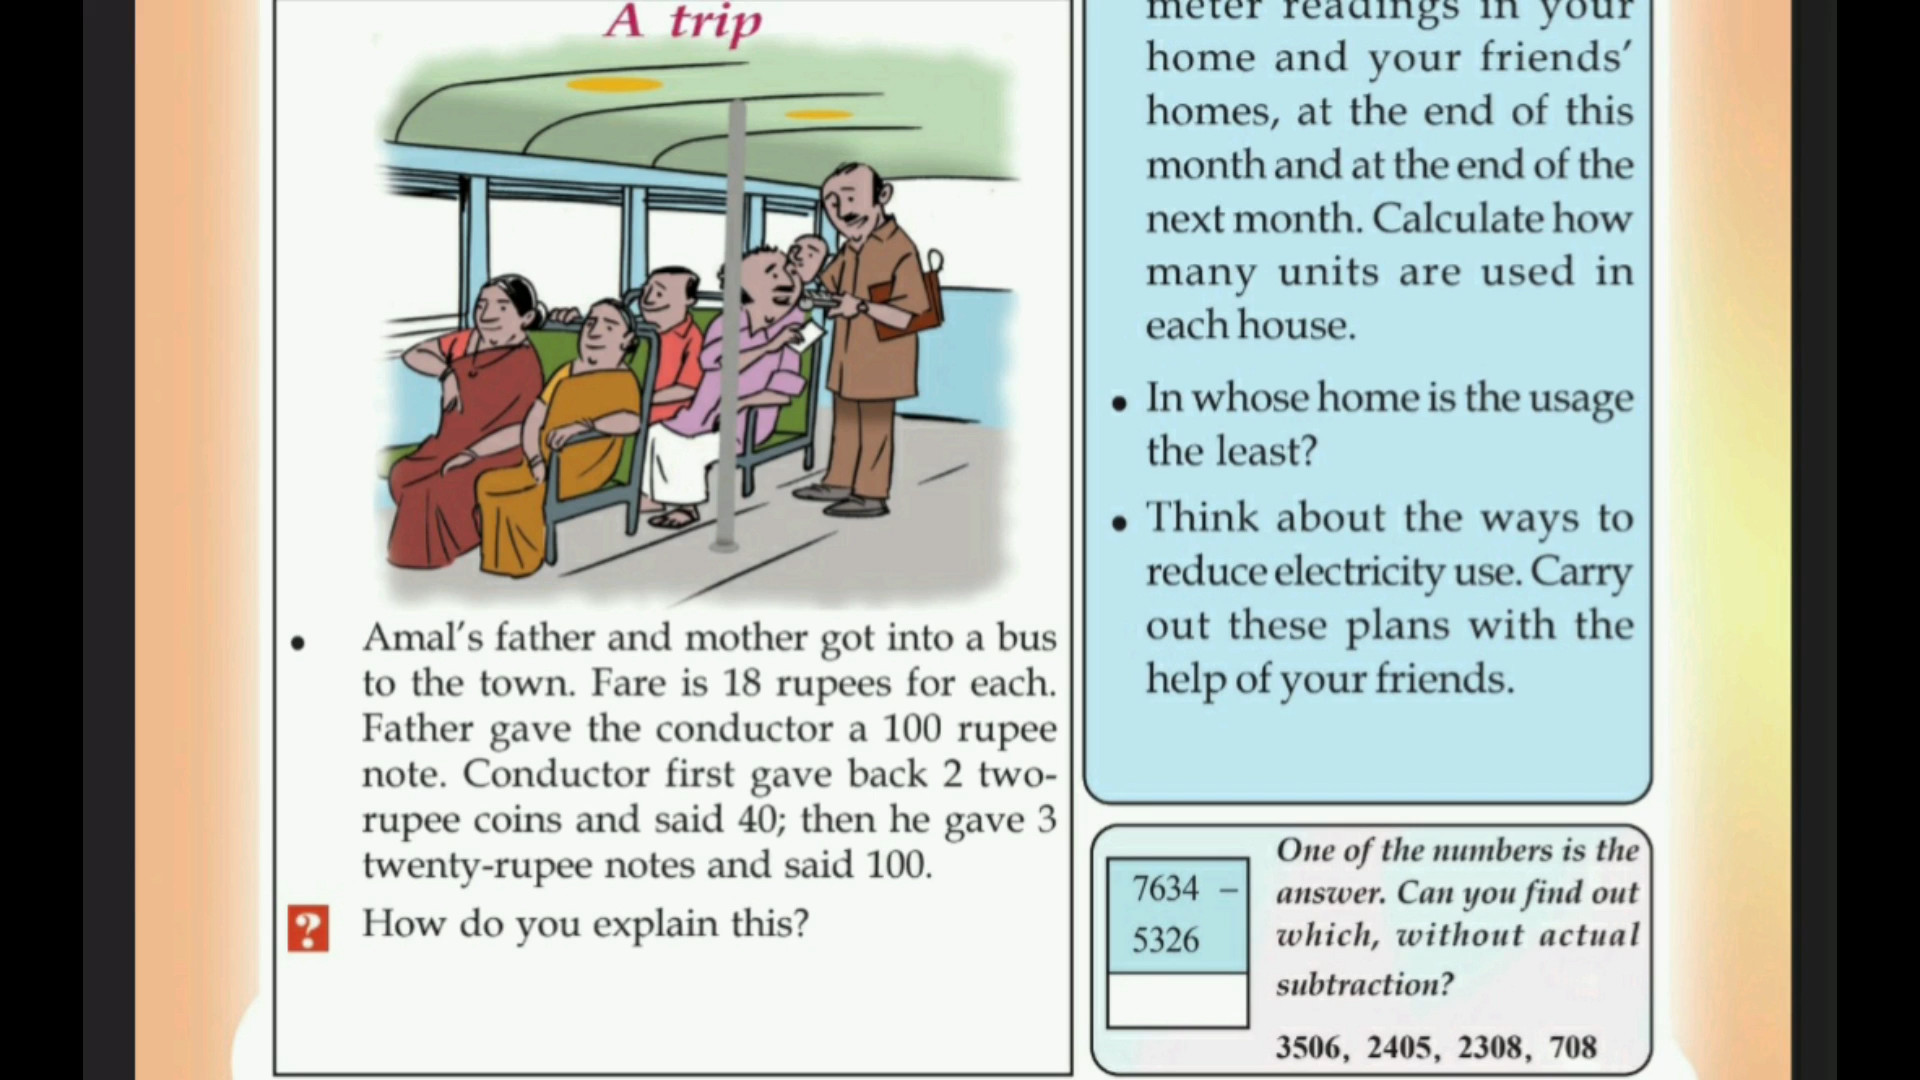 A trip
Amal's father and mother got into a bus
to the town. Fare is 18 rupees for each.
Father gave the conductor a 100 rupee
note. Conductor first gave back 2 two-
rupee coins and said 40; then he gave 3
twenty-rupee notes and said 100.
? How do you explain this?
meter readings in your
home and your friends'
homes, at the end of this
month and at the end of the
next month. Calculate how
many units are used in
each house.
• In whose home is the usage
the least?
• Think about the ways to
reduce electricity use. Carry
out these plans with the
help of your friends.
7634 –
5326
One of the numbers is the
answer. Can you find out
which, without actual
subtraction?
3506, 2405, 2308, 708